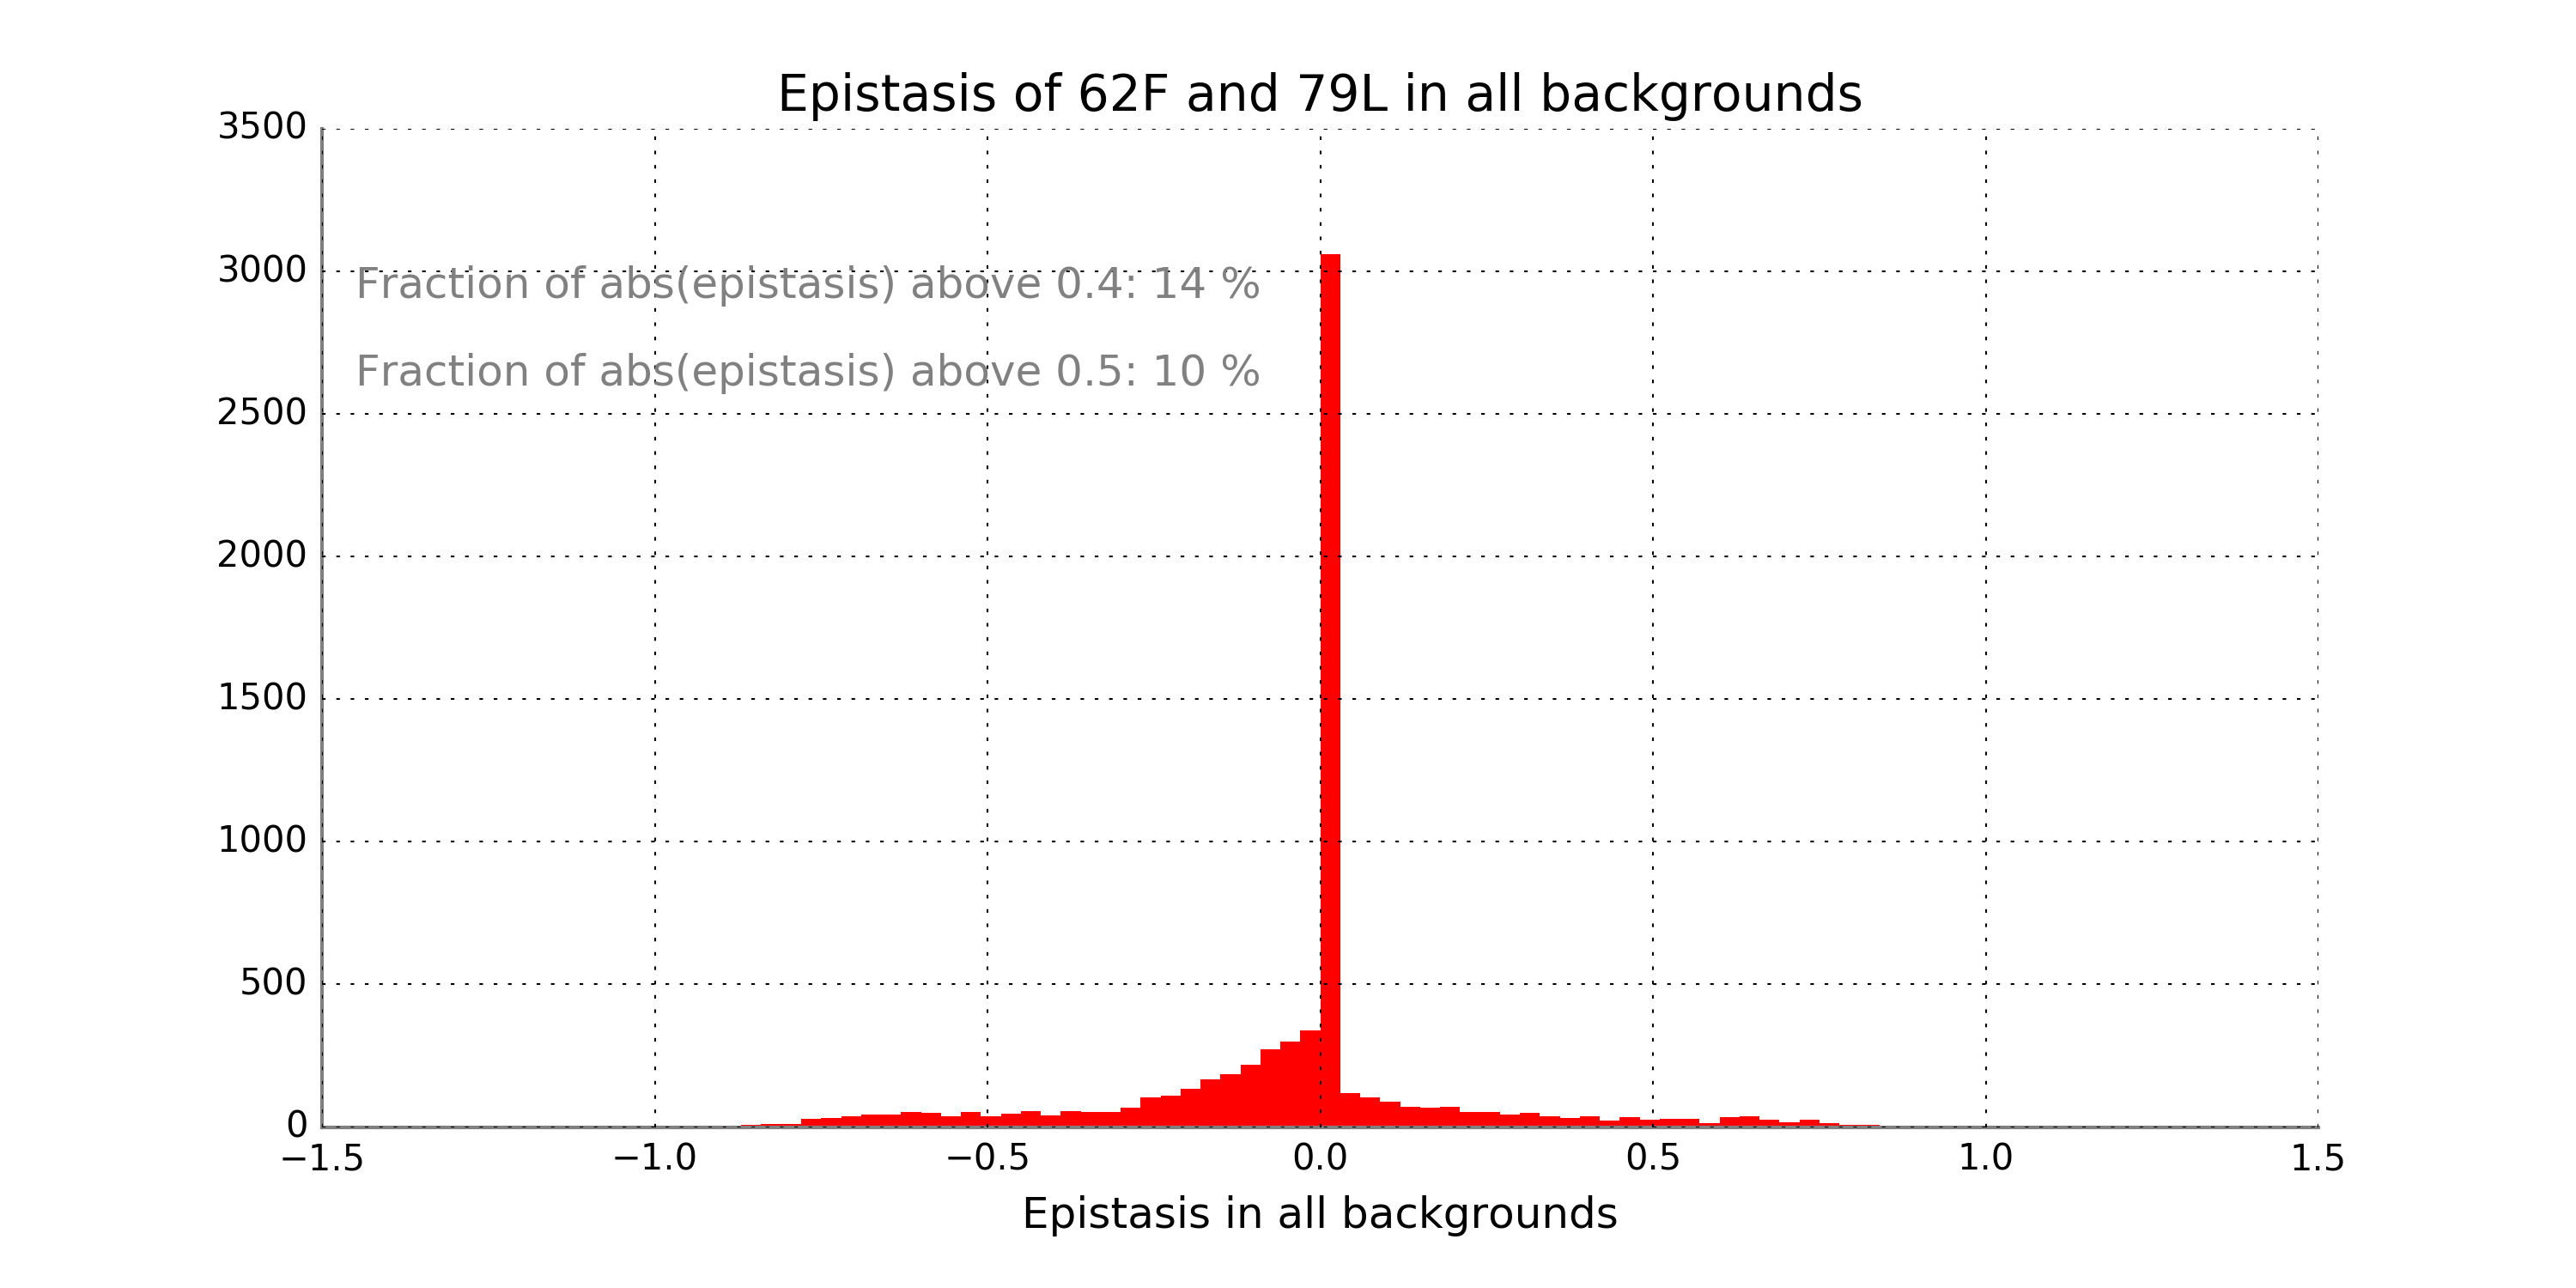 Epistasis of 62F and 79L in all backgrounds
3500
3000
Fraction of abs(epistasis) above 0.4: 14 %
Fraction of abs(epistasis) above 0.5: 10 %
2500
2000
1500
1000
500
0
−1.5 −1.0 −0.5 0.0 0.5 1.0 1.5
Epistasis in all backgrounds